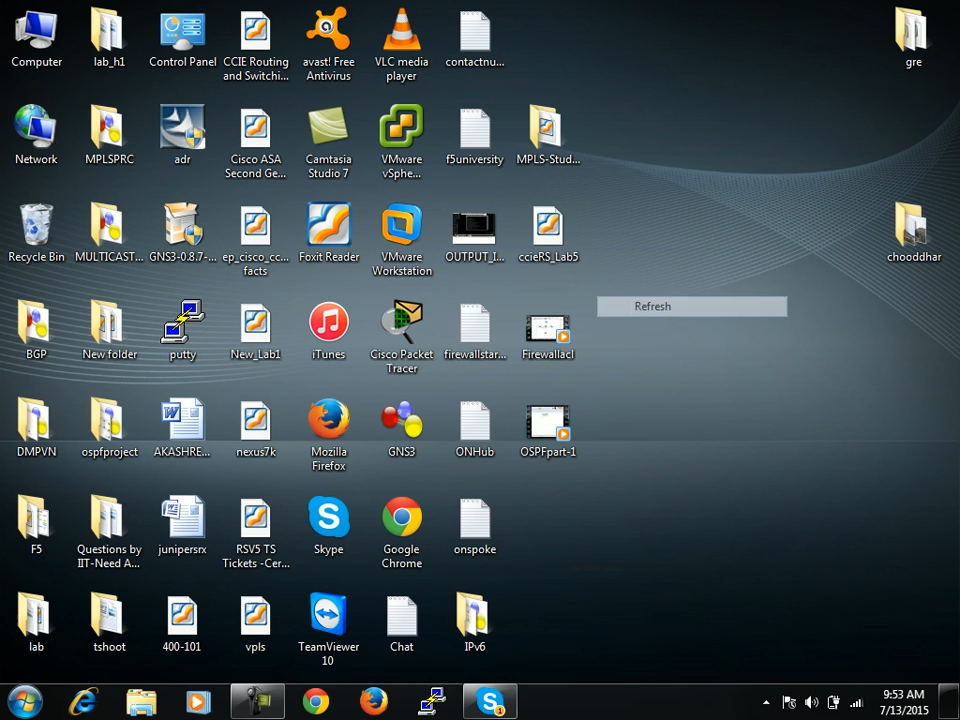 Computer
lab_h1
Control Panel
CCIE Routing
and Switchi...
avast! Free
Antivirus
VLC media
player
contactnu...
gre
Network
MPLSPRC
adr
Cisco ASA
Second Ge...
Camtasia
Studio 7
VMware
vSphe...
f5university
MPLS-Stud...
Recycle Bin
MULTICAST...
GNS3-0.8.7-...
ep_cisco_cc...
facts
Foxit Reader
VMware
Workstation
OUTPUT_I...
ccieRS_Lab5
chooddhar
Refresh
BGP
New folder
putty
New_Lab1
iTunes
Cisco Packet
Tracer
firewallstar...
Firewallacl
DMPVN
ospfproject
AKASHRE...
nexus7k
Mozilla
Firefox
GNS3
ONHub
OSPFpart-1
F5
Questions by
IIT-Need A...
junipersrx
RSV5 TS
Tickets -Cer...
Skype
Google
Chrome
onspoke
lab
tshoot
400-101
vpls
TeamViewer
10
Chat
IPv6
9:53 AM
7/13/2015